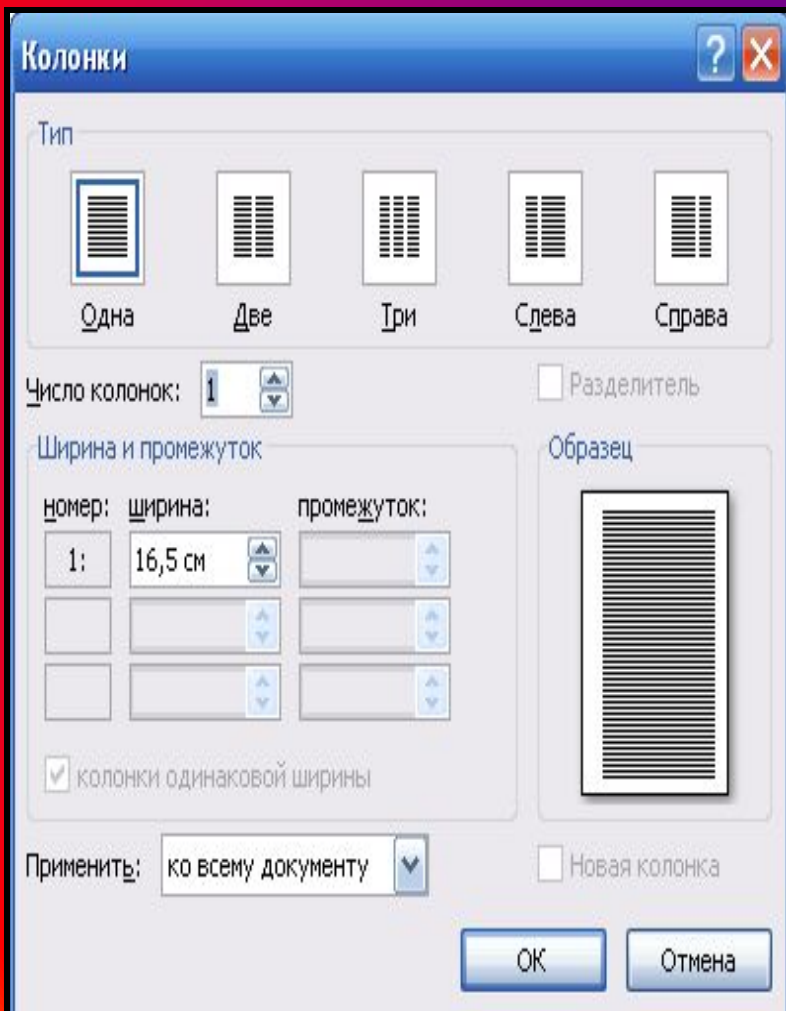 Колонки
Тип
Одна Две Три Слева Справа
Число колонок: 1 Разделитель
Ширина и промежуток Образец
номер: ширина: промежуток:
1: 16,5 см
колонки одинаковой ширины
Применить: ко всему документу Новая колонка
ОК Отмена